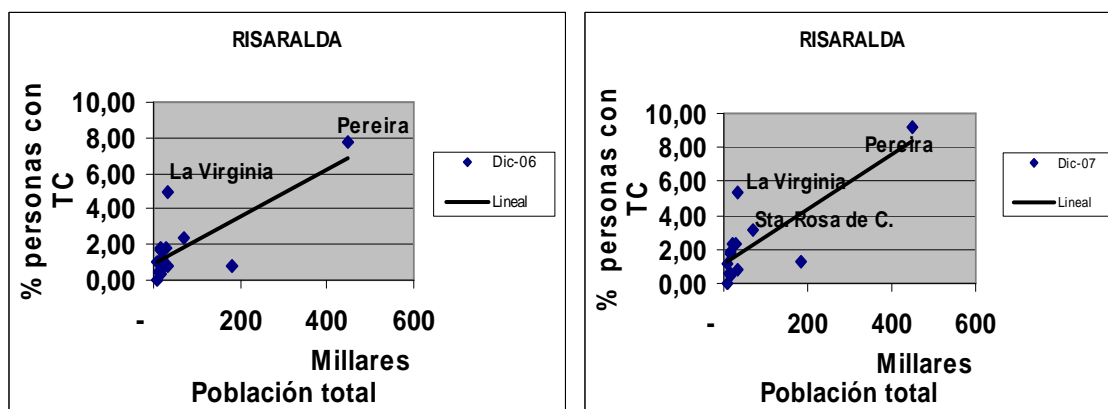 RISARALDA
% personas con
TC
10,00
8,00
6,00
4,00
2,00
0,00
-
200
400
600
Pereira
La Virginia
Millares
Población total
Dic-06
Lineal
RISARALDA
% personas con
TC
10,00
8,00
6,00
4,00
2,00
0,00
-
200
400
600
Pereira
La Virginia
Sta. Rosa de C.
Millares
Población total
Dic-07
Lineal